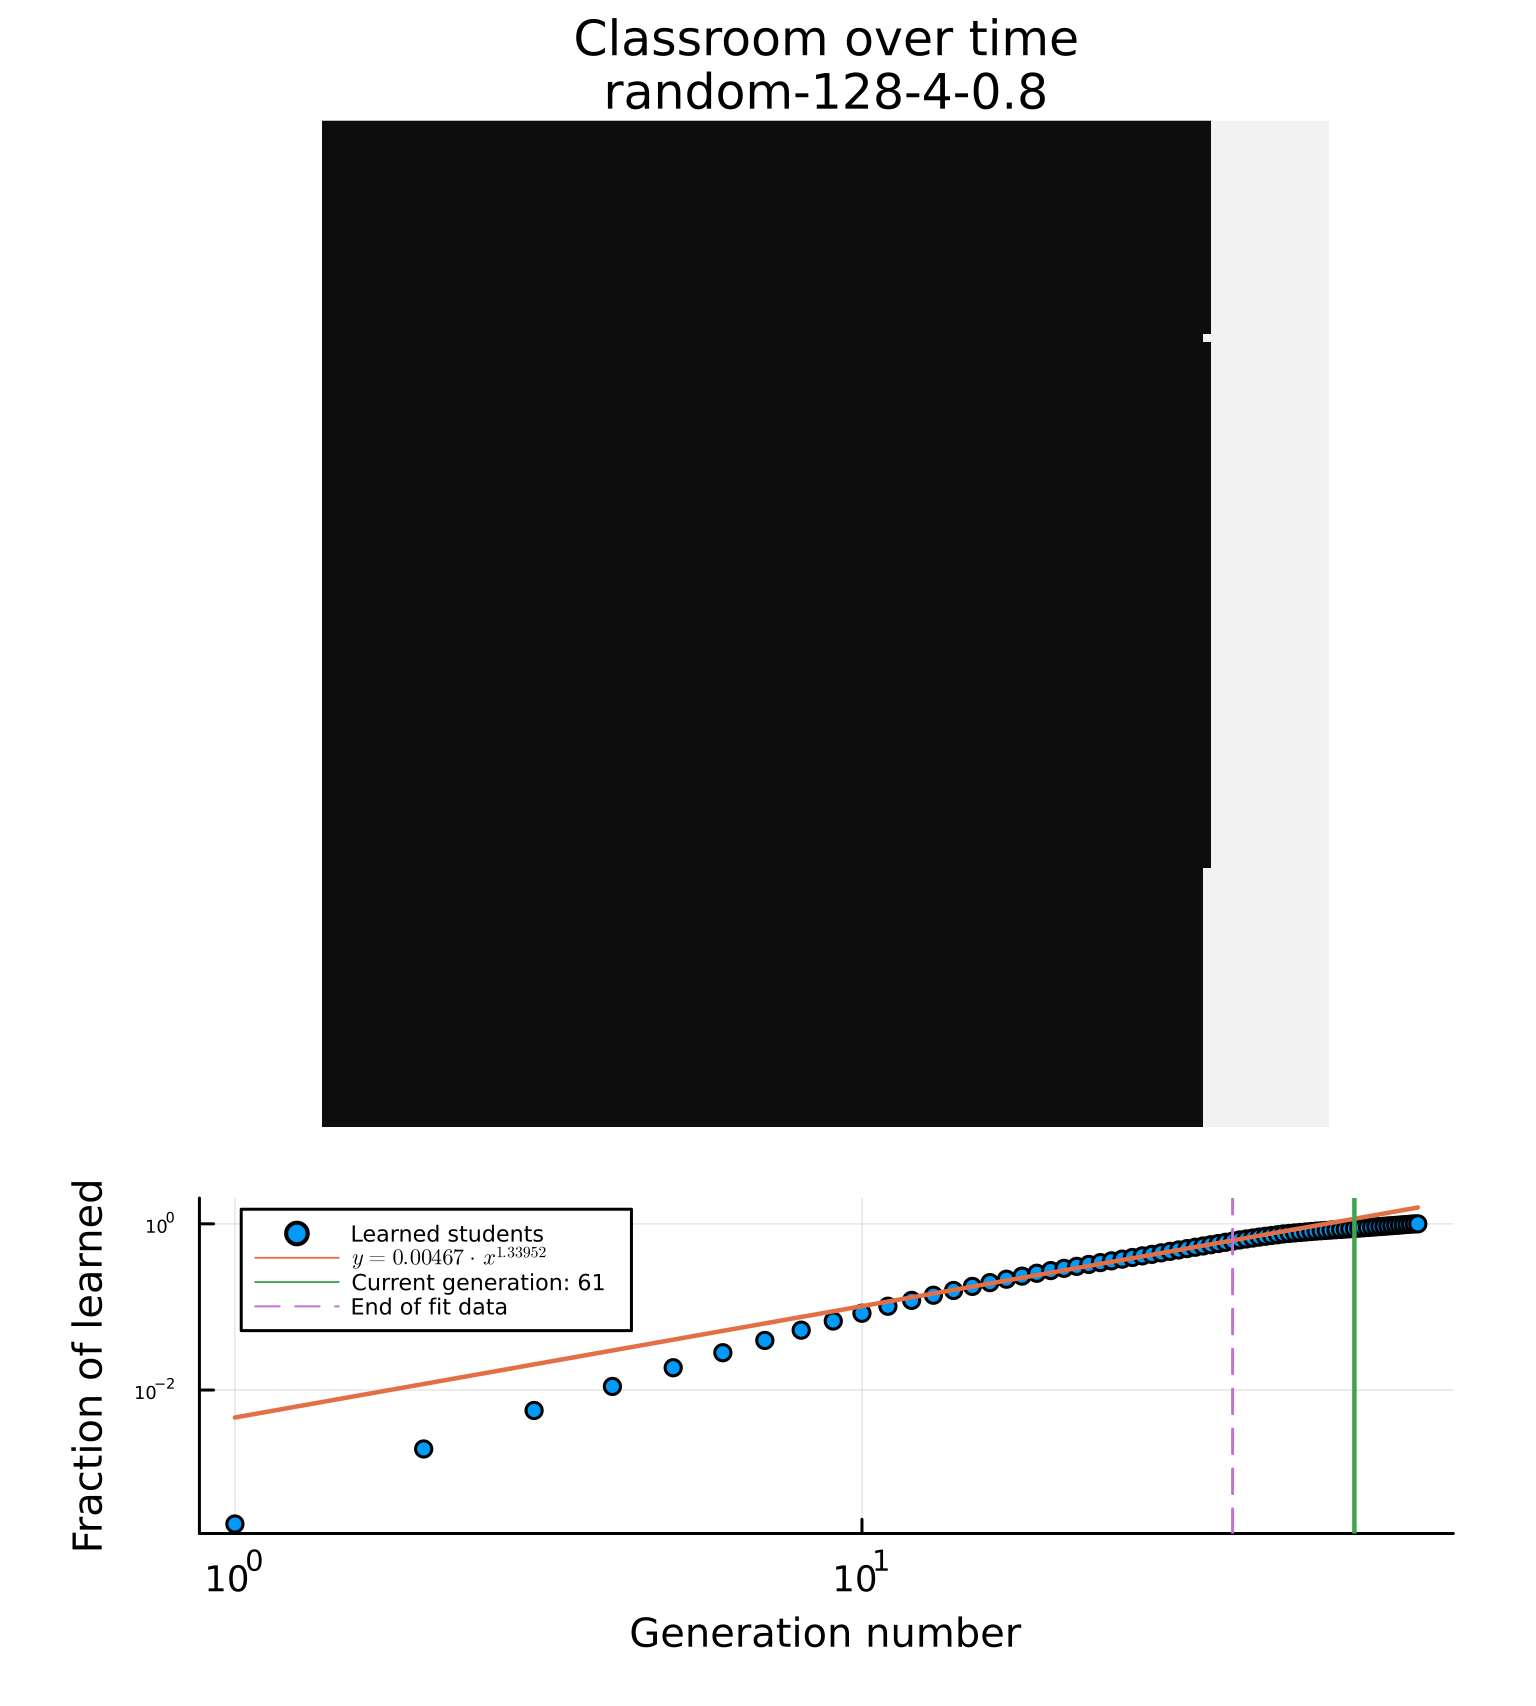 Classroom over time
random-128-4-0.8
Fraction of learned
10^0
10^−2
Learned students
y = 0.00467 · x^1.33952
Current generation: 61
End of fit data
10^0
10^1
Generation number